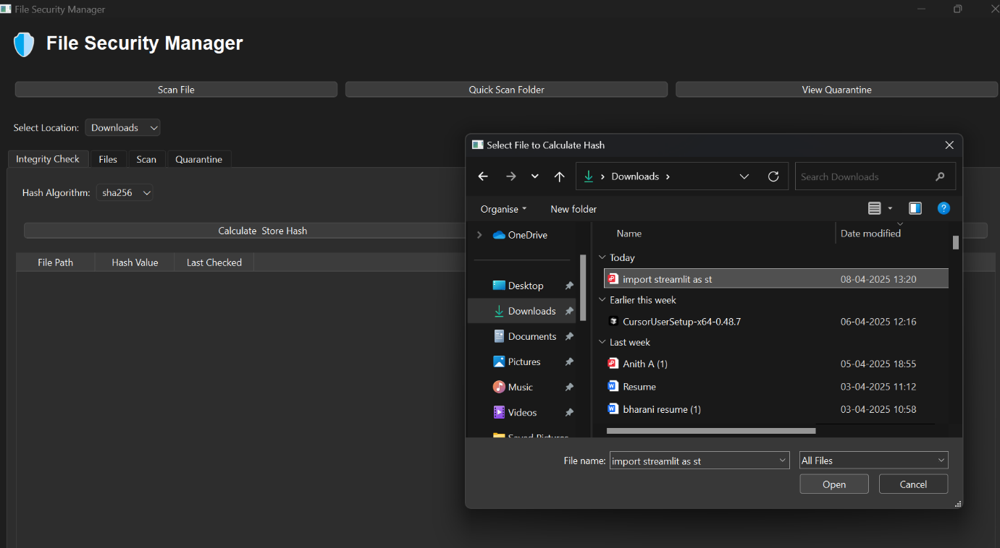 File Security Manager
File Security Manager
Scan File
Quick Scan Folder
View Quarantine
Select Location: Downloads
Integrity Check Files Scan Quarantine
Hash Algorithm: sha256
Calculate Store Hash
File Path Hash Value Last Checked
Select File to Calculate Hash
Downloads
Search Downloads
Organise New folder
OneDrive
Desktop
Downloads
Documents
Pictures
Music
Videos
Saved Pictures
Name Date modified
Today
import streamlit as st 08-04-2025 13:20
Earlier this week
CursorUserSetup-x64-0.48.7 06-04-2025 12:16
Last week
Anith A (1) 05-04-2025 18:55
Resume 03-04-2025 11:12
bharani resume (1) 03-04-2025 10:58
File name: import streamlit as st All Files
Open Cancel